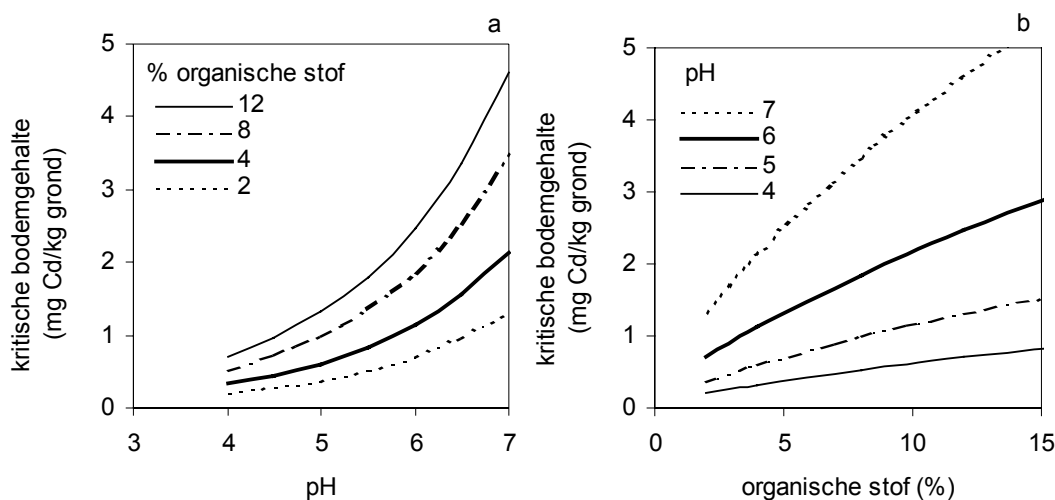 a
kritische bodemgehalte
(mg Cd/kg grond)
5
4
3
2
1
0
% organische stof
12
8
4
2
3 4 5 6 7
pH
b
kritische bodemgehalte
(mg Cd/kg grond)
5
4
3
2
1
0
pH
7
6
5
4
0 5 10 15
organische stof (%)